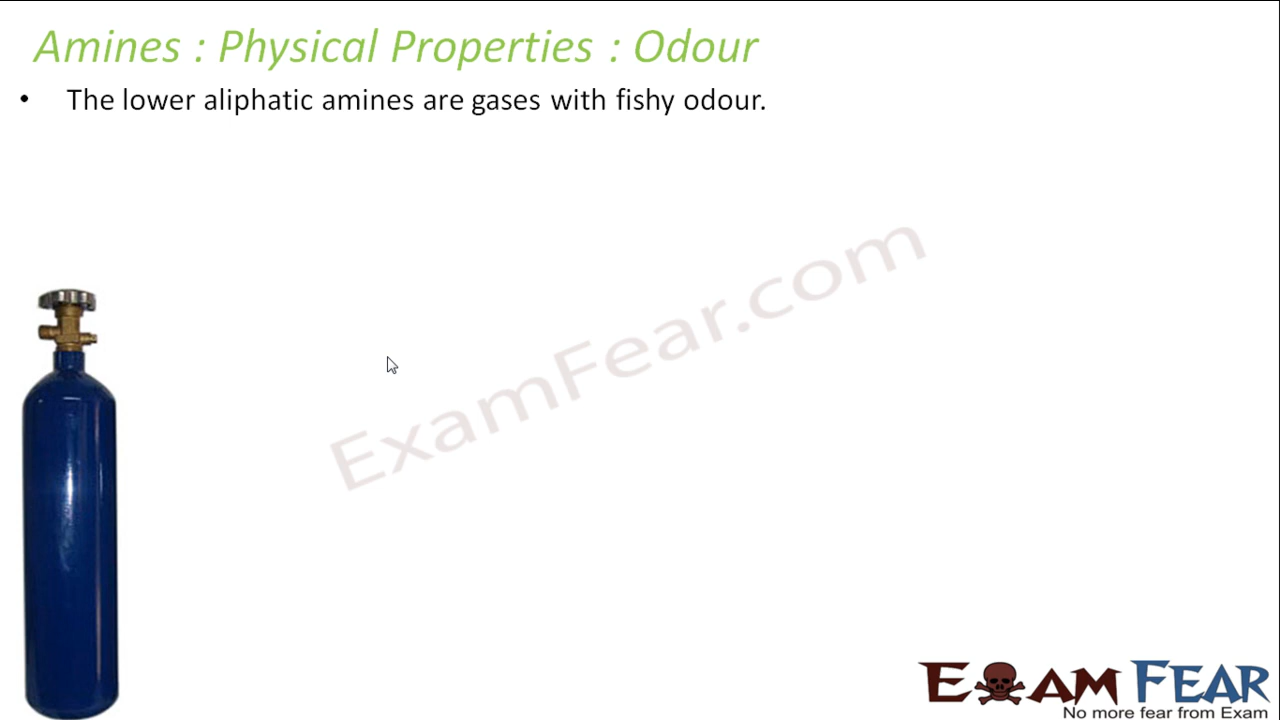 Amines : Physical Properties : Odour
• The lower aliphatic amines are gases with fishy odour.
ExamFear.com
EXAM FEAR
No more fear from Exam